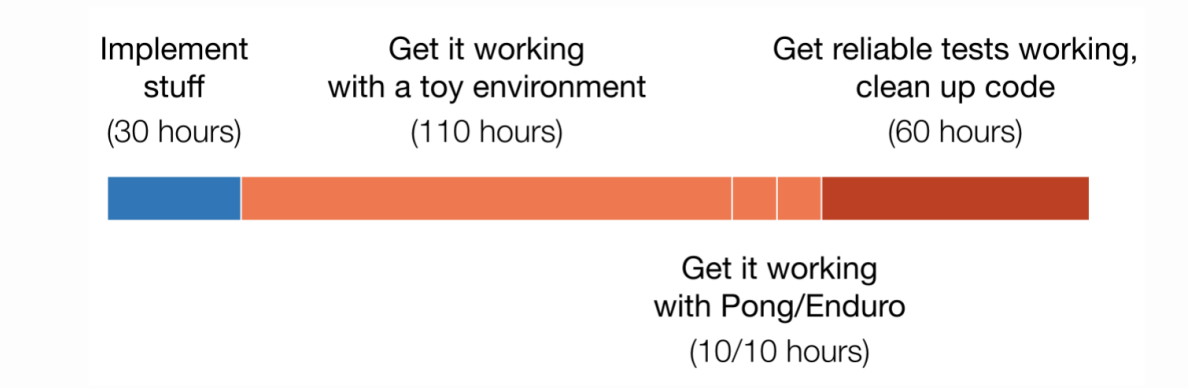 Implement
stuff
(30 hours)
Get it working
with a toy environment
(110 hours)
Get reliable tests working,
clean up code
(60 hours)
Get it working
with Pong/Enduro
(10/10 hours)